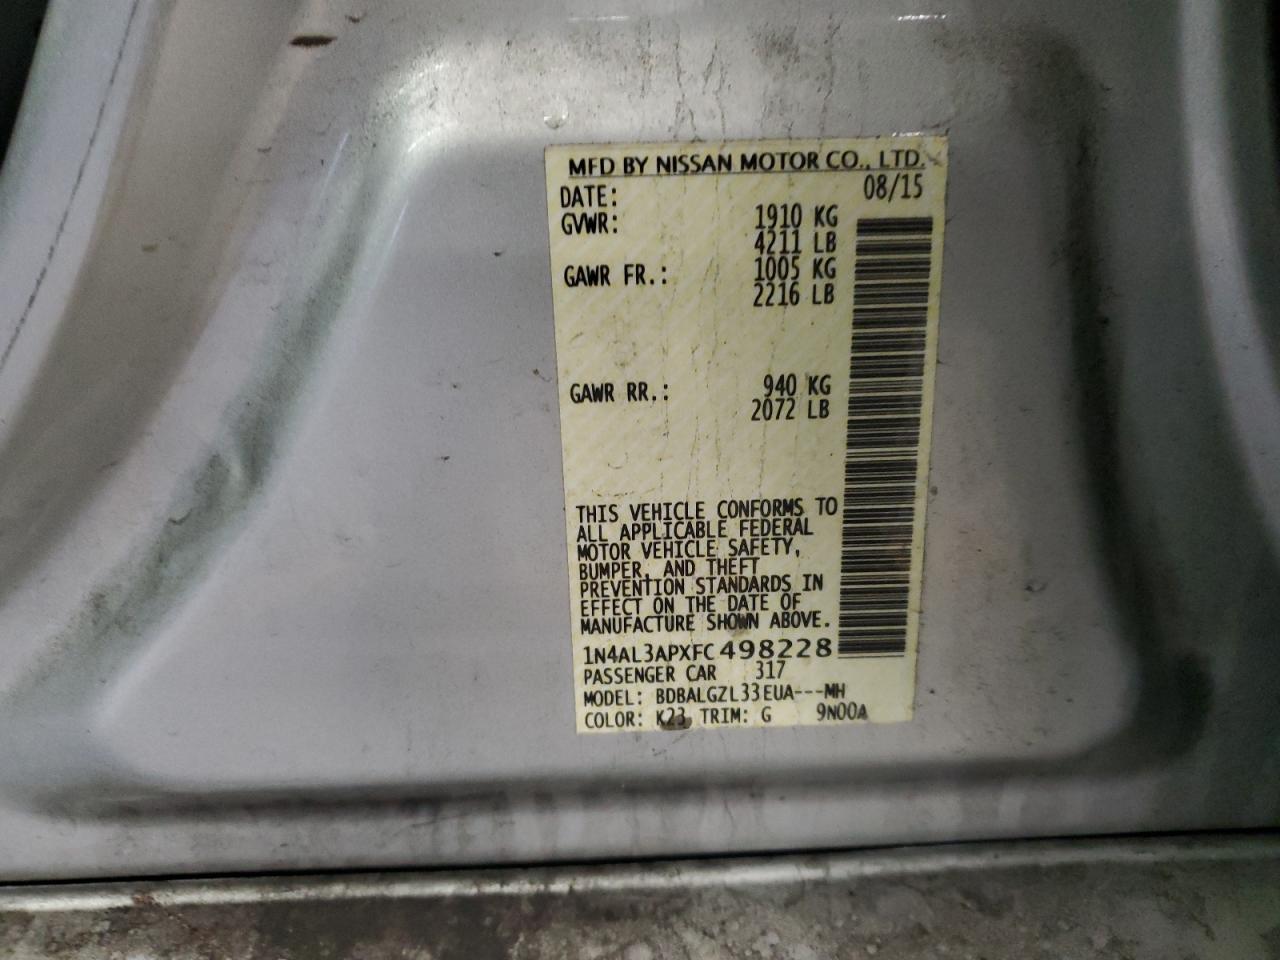 MFD BY NISSAN MOTOR CO., LTD.
DATE: 08/15
GVWR: 1910 KG
4211 LB
GAWR FR.: 1005 KG
2216 LB
GAWR RR.: 940 KG
2072 LB
THIS VEHICLE CONFORMS TO
ALL APPLICABLE FEDERAL
MOTOR VEHICLE SAFETY,
BUMPER, AND THEFT
PREVENTION STANDARDS IN
EFFECT ON THE DATE OF
MANUFACTURE SHOWN ABOVE.
1N4AL3APXFC498228
PASSENGER CAR 317
MODEL: BDBALGZL33EUA---MH
COLOR: K23 TRIM: G 9N00A